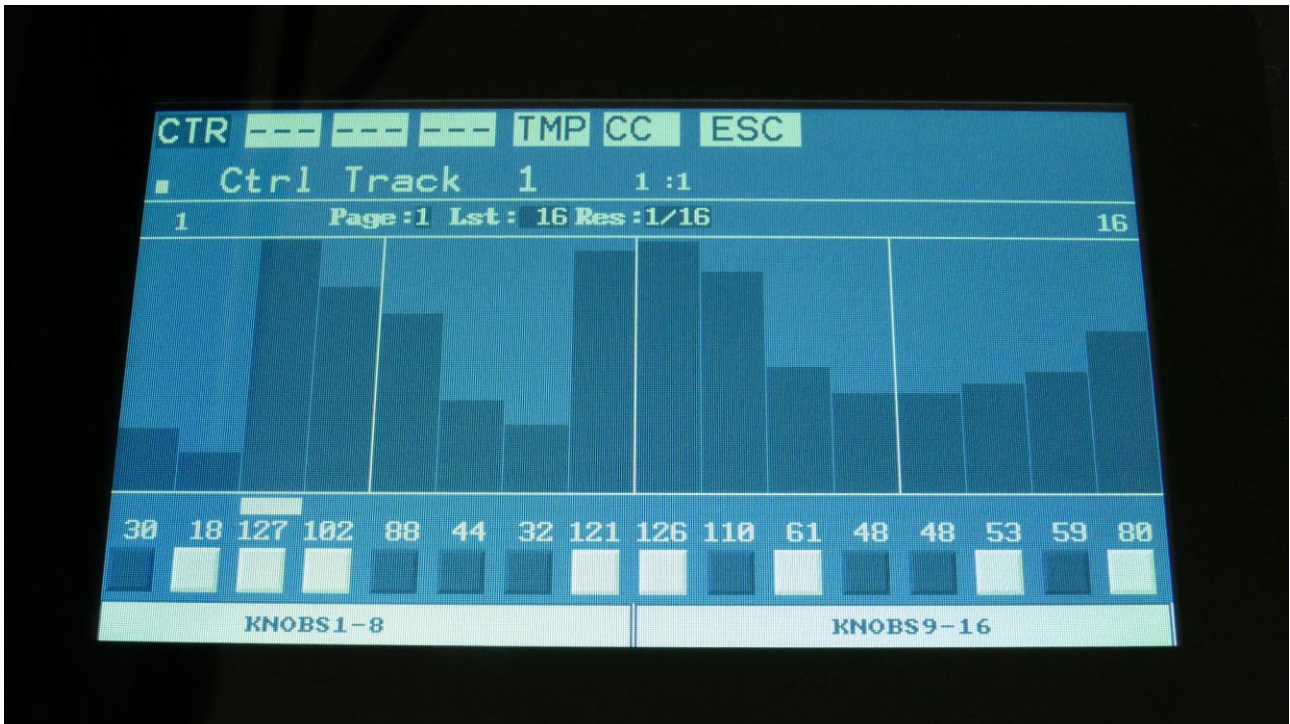 CTR --- --- --- TMP CC ESC
Ctrl Track 1 1 :1
1 Page:1 Lst: 16 Res:1/16 16
30 18 127 102 88 44 32 121 126 110 61 48 48 53 59 80
KNOBS1-8 KNOBS9-16